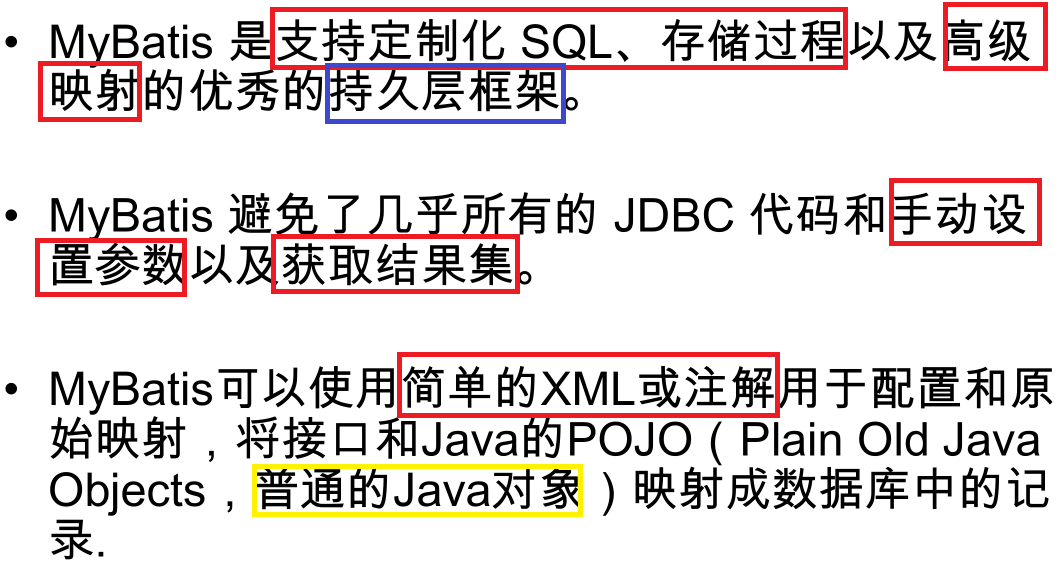 • MyBatis 是支持定制化 SQL、存储过程以及高级
映射的优秀的持久层框架。
• MyBatis 避免了几乎所有的 JDBC 代码和手动设
置参数以及获取结果集。
• MyBatis可以使用简单的XML或注解用于配置和原
始映射，将接口和Java的POJO（Plain Old Java
Objects，普通的Java对象）映射成数据库中的记
录.